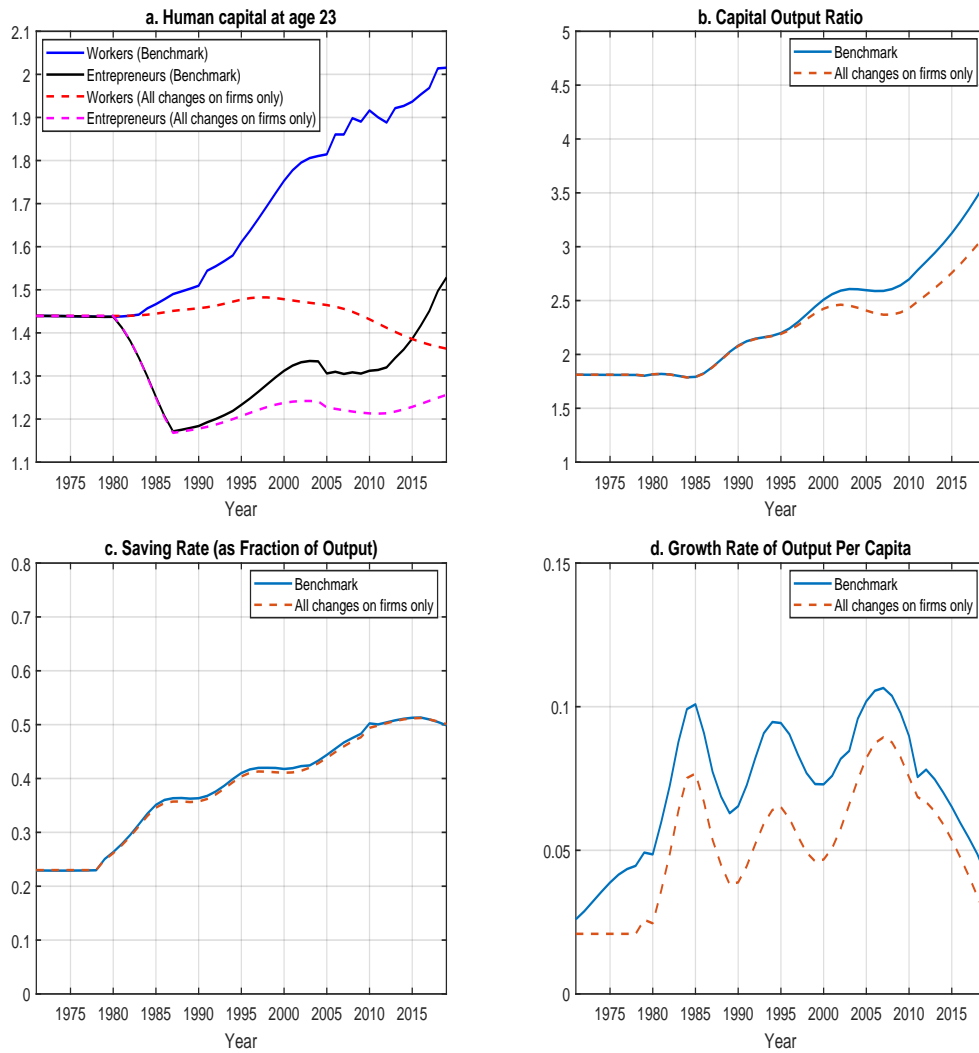 a. Human capital at age 23
2.1
2
1.9
1.8
1.7
1.6
1.5
1.4
1.3
1.2
1.1
Workers (Benchmark)
Entrepreneurs (Benchmark)
Workers (All changes on firms only)
Entrepreneurs (All changes on firms only)
1975 1980 1985 1990 1995 2000 2005 2010 2015
Year
b. Capital Output Ratio
5
4.5
4
3.5
3
2.5
2
1.5
1
Benchmark
All changes on firms only
1975 1980 1985 1990 1995 2000 2005 2010 2015
Year
c. Saving Rate (as Fraction of Output)
0.8
0.7
0.6
0.5
0.4
0.3
0.2
0.1
0
Benchmark
All changes on firms only
1975 1980 1985 1990 1995 2000 2005 2010 2015
Year
d. Growth Rate of Output Per Capita
0.15
0.1
0.05
0
Benchmark
All changes on firms only
1975 1980 1985 1990 1995 2000 2005 2010 2015
Year